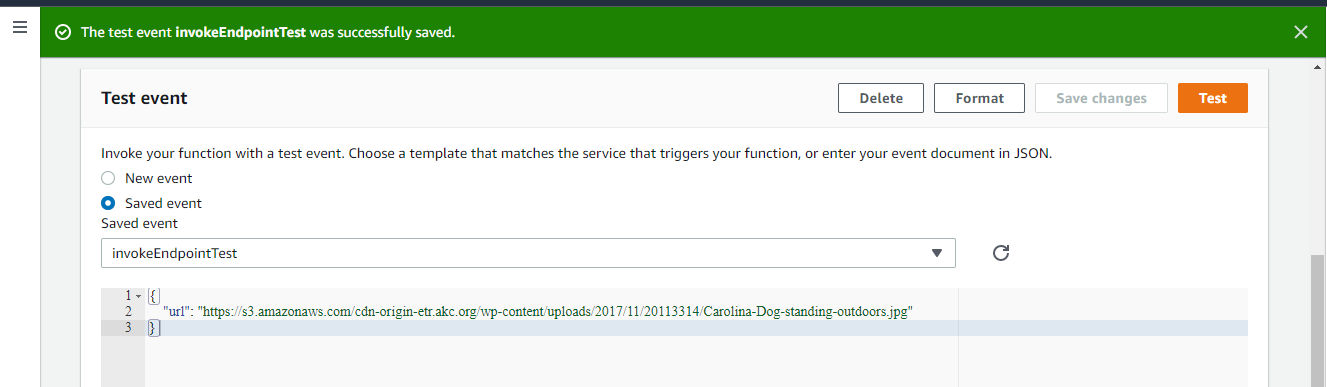 The test event invokeEndpointTest was successfully saved.
Test event
Delete
Format
Save changes
Test
Invoke your function with a test event. Choose a template that matches the service that triggers your function, or enter your event document in JSON.
New event
Saved event
Saved event
invokeEndpointTest
1 {
2 "url": "https://s3.amazonaws.com/cdn-origin-etr.akc.org/wp-content/uploads/2017/11/20113314/Carolina-Dog-standing-outdoors.jpg"
3 }